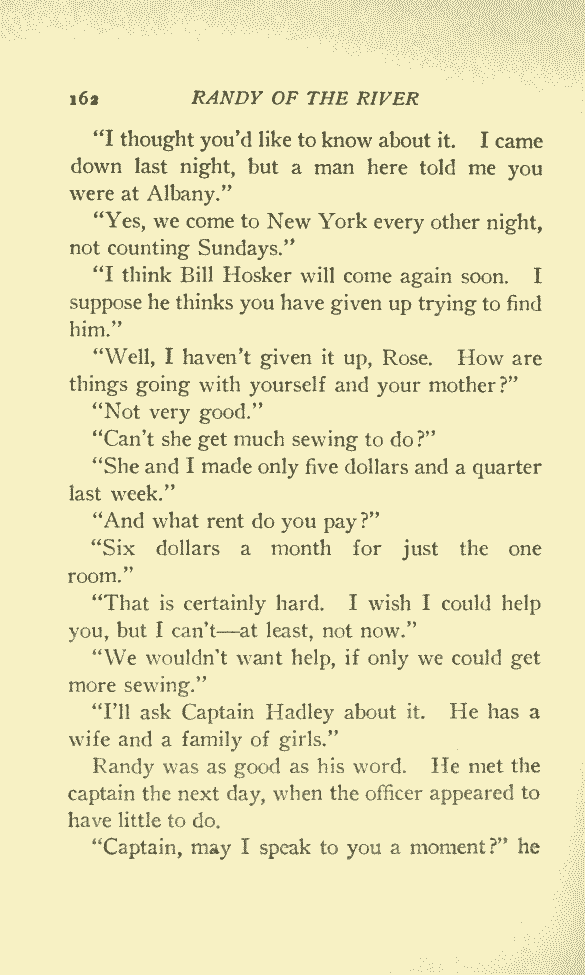 162 RANDY OF THE RIVER
“I thought you’d like to know about it. I came
down last night, but a man here told me you
were at Albany.”
“Yes, we come to New York every other night,
not counting Sundays.”
“I think Bill Hosker will come again soon. I
suppose he thinks you have given up trying to find
him.”
“Well, I haven’t given it up, Rose. How are
things going with yourself and your mother?”
“Not very good.”
“Can’t she get much sewing to do?”
“She and I made only five dollars and a quarter
last week.”
“And what rent do you pay?”
“Six dollars a month for just the one
room.”
“That is certainly hard. I wish I could help
you, but I can’t—at least, not now.”
“We wouldn’t want help, if only we could get
more sewing.”
“I’ll ask Captain Hadley about it. He has a
wife and a family of girls.”
Randy was as good as his word. He met the
captain the next day, when the officer appeared to
have little to do.
“Captain, may I speak to you a moment?” he